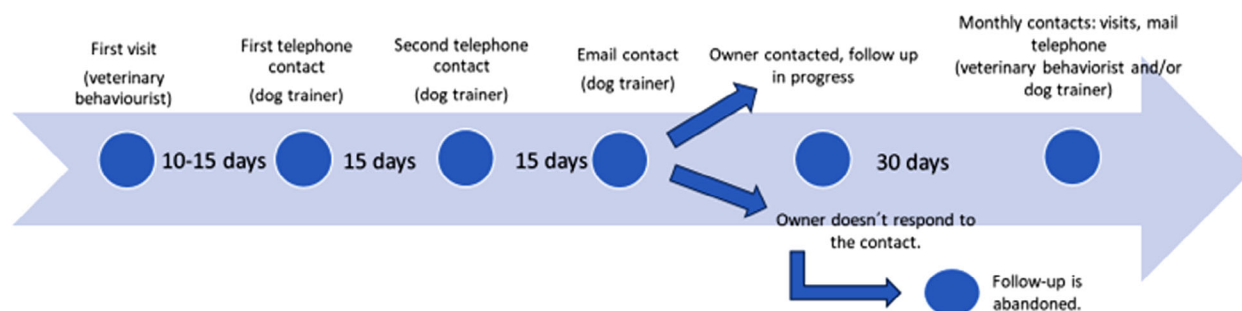 First visit
(veterinary
behaviourist)
First telephone
contact
(dog trainer)
Second telephone
contact
(dog trainer)
Email contact
(dog trainer)
Owner contacted, follow up
in progress
Monthly contacts: visits, mail
telephone
(veterinary behaviorist and/or
dog trainer)
10-15 days
15 days
15 days
30 days
Owner doesn´t respond to
the contact.
Follow-up is
abandoned.